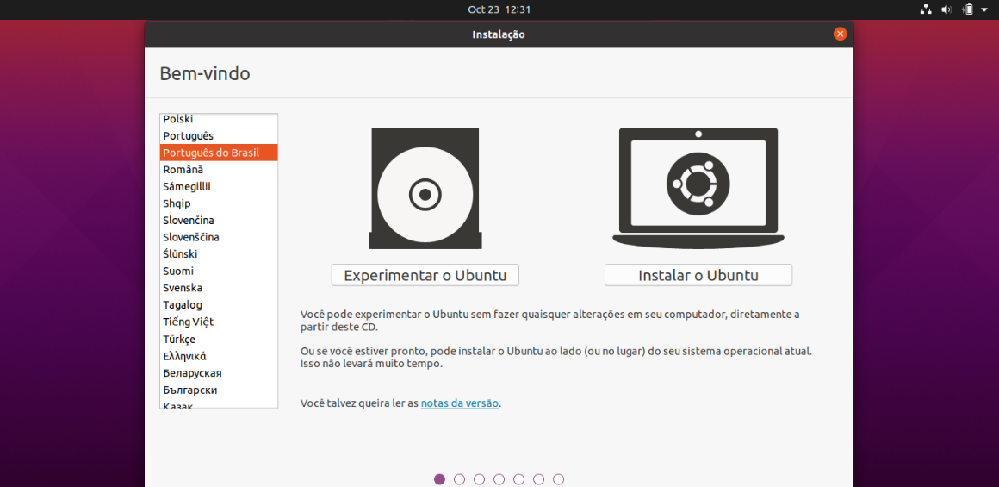 Oct 23 12:31
Instalação
Bem-vindo
Polski
Português
Português do Brasil
Română
Sámegillii
Shqip
Slovenčina
Slovenščina
Ślůnski
Suomi
Svenska
Tagalog
Tiếng Việt
Türkçe
Ελληνικά
Беларуская
Български
Қазақ
Experimentar o Ubuntu
Instalar o Ubuntu
Você pode experimentar o Ubuntu sem fazer quaisquer alterações em seu computador, diretamente a
partir deste CD.
Ou se você estiver pronto, pode instalar o Ubuntu ao lado (ou no lugar) do seu sistema operacional atual.
Isso não levará muito tempo.
Você talvez queira ler as notas da versão.